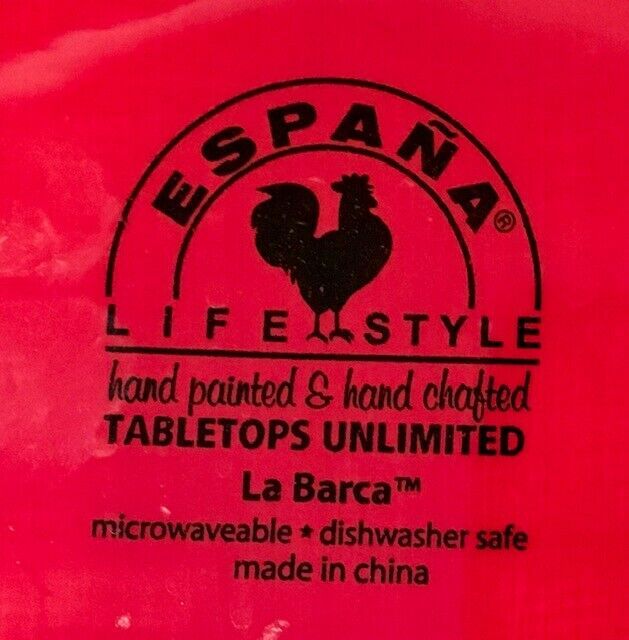 ESPAÑA®
LIFESTYLE
hand painted & hand chafted
TABLETOPS UNLIMITED
La Barca™
microwaveable * dishwasher safe
made in china